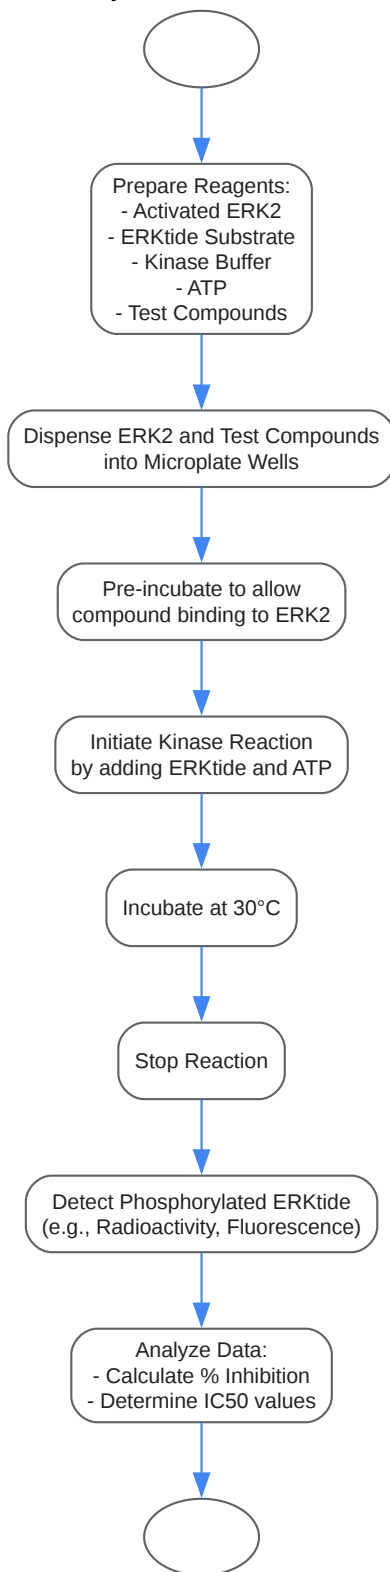 Prepare Reagents:
- Activated ERK2
- ERKtide Substrate
- Kinase Buffer
- ATP
- Test Compounds
Dispense ERK2 and Test Compounds
into Microplate Wells
Pre-incubate to allow
compound binding to ERK2
Initiate Kinase Reaction
by adding ERKtide and ATP
Incubate at 30°C
Stop Reaction
Detect Phosphorylated ERKtide
(e.g., Radioactivity, Fluorescence)
Analyze Data:
- Calculate % Inhibition
- Determine IC50 values